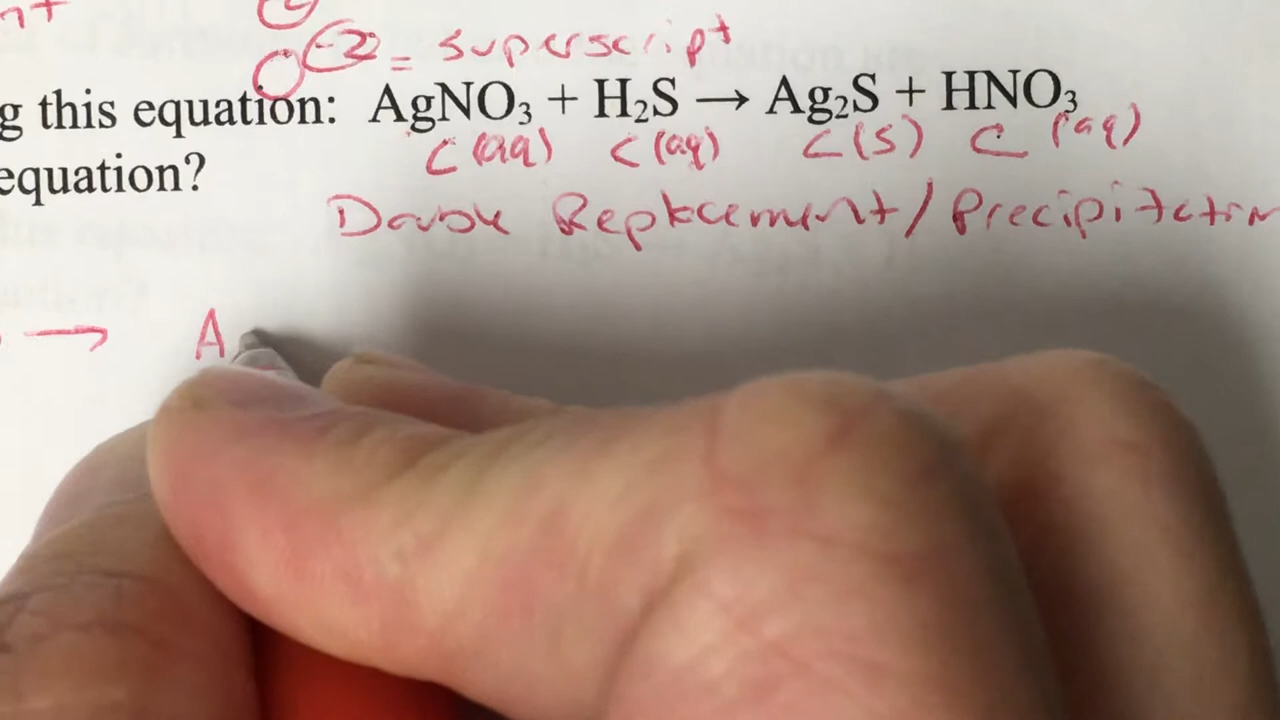 n+
-2 = superscript
g this equation: AgNO₃ + H₂S → Ag₂S + HNO₃
C (aq) C (aq) C (s) C (aq)
equation?
Double Replacement / Precipitation
→ A